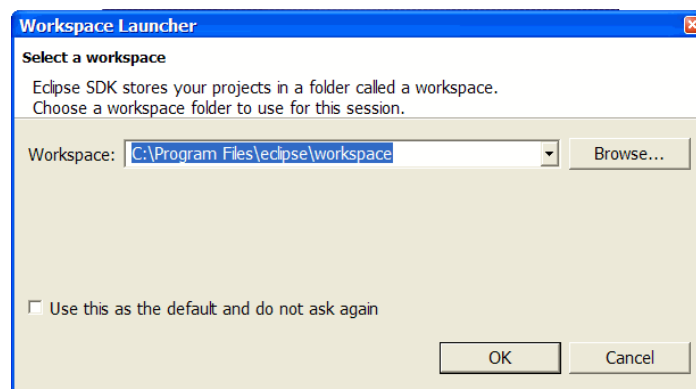 Workspace Launcher
Select a workspace
Eclipse SDK stores your projects in a folder called a workspace.
Choose a workspace folder to use for this session.
Workspace: C:\Program Files\eclipse\workspace Browse...
Use this as the default and do not ask again
OK Cancel